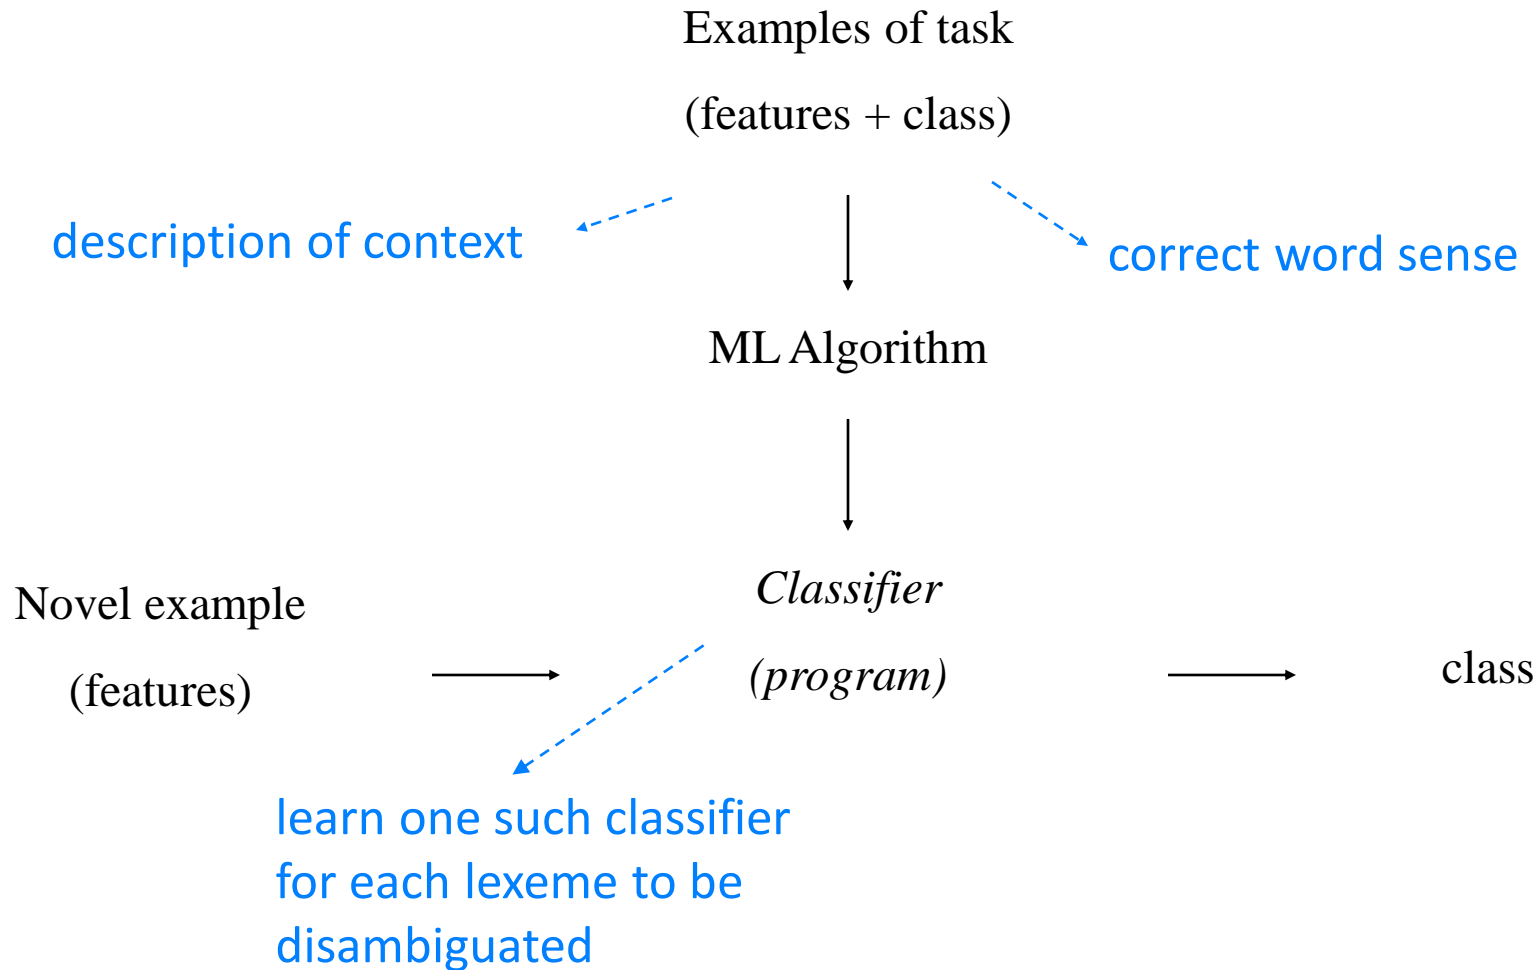 Examples of task
(features + class)
description of context
correct word sense
ML Algorithm
Novel example
(features)
Classifier
(program)
class
learn one such classifier
for each lexeme to be
disambiguated